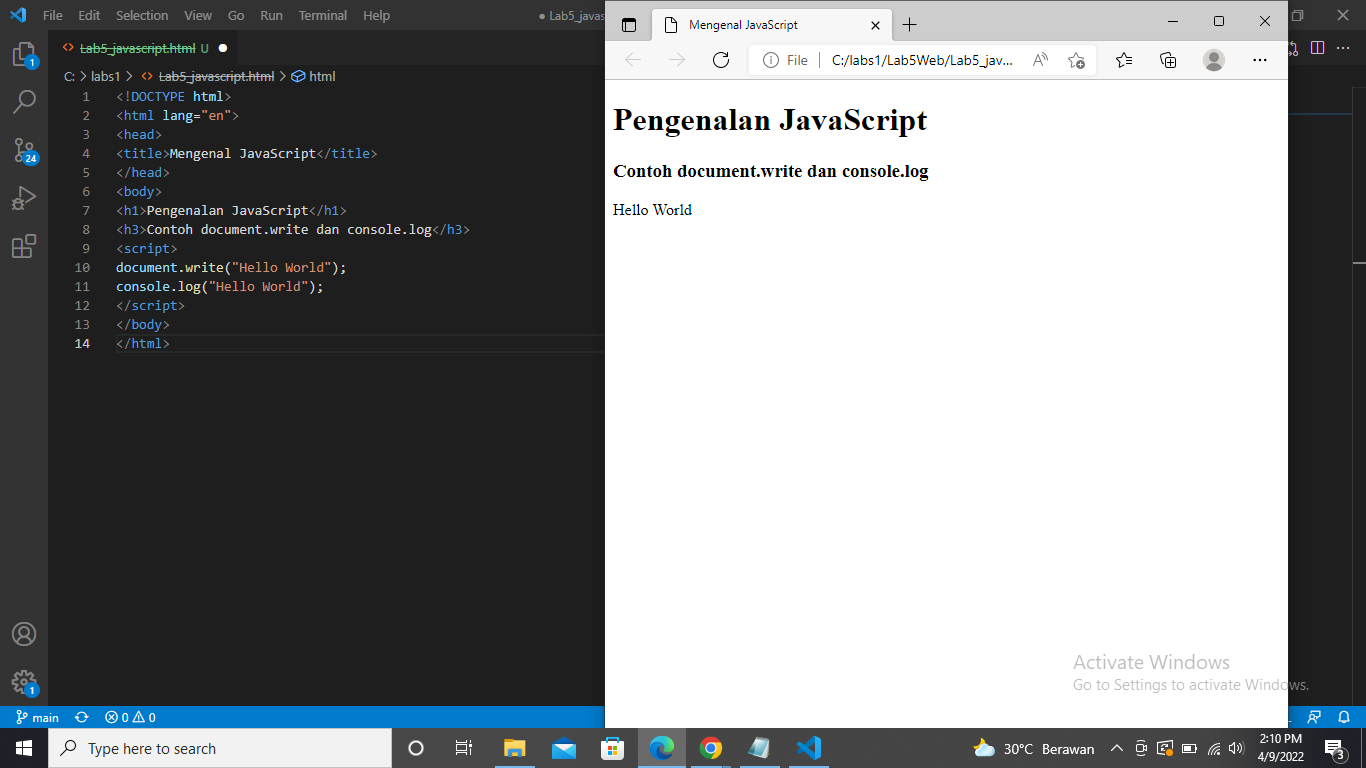 File Edit Selection View Go Run Terminal Help
● Lab5_javas
Lab5_javascript.html U ●
C: > labs1 > Lab5_javascript.html > html
1 <!DOCTYPE html>
2 <html lang="en">
3 <head>
4 <title>Mengenal JavaScript</title>
5 </head>
6 <body>
7 <h1>Pengenalan JavaScript</h1>
8 <h3>Contoh document.write dan console.log</h3>
9 <script>
10 document.write("Hello World");
11 console.log("Hello World");
12 </script>
13 </body>
14 </html>
1
24
1
main
0 0
Mengenal JavaScript
File | C:/labs1/Lab5Web/Lab5_jav...
Pengenalan JavaScript
Contoh document.write dan console.log
Hello World
Activate Windows
Go to Settings to activate Windows.
Type here to search
30°C Berawan
2:10 PM
4/9/2022
3